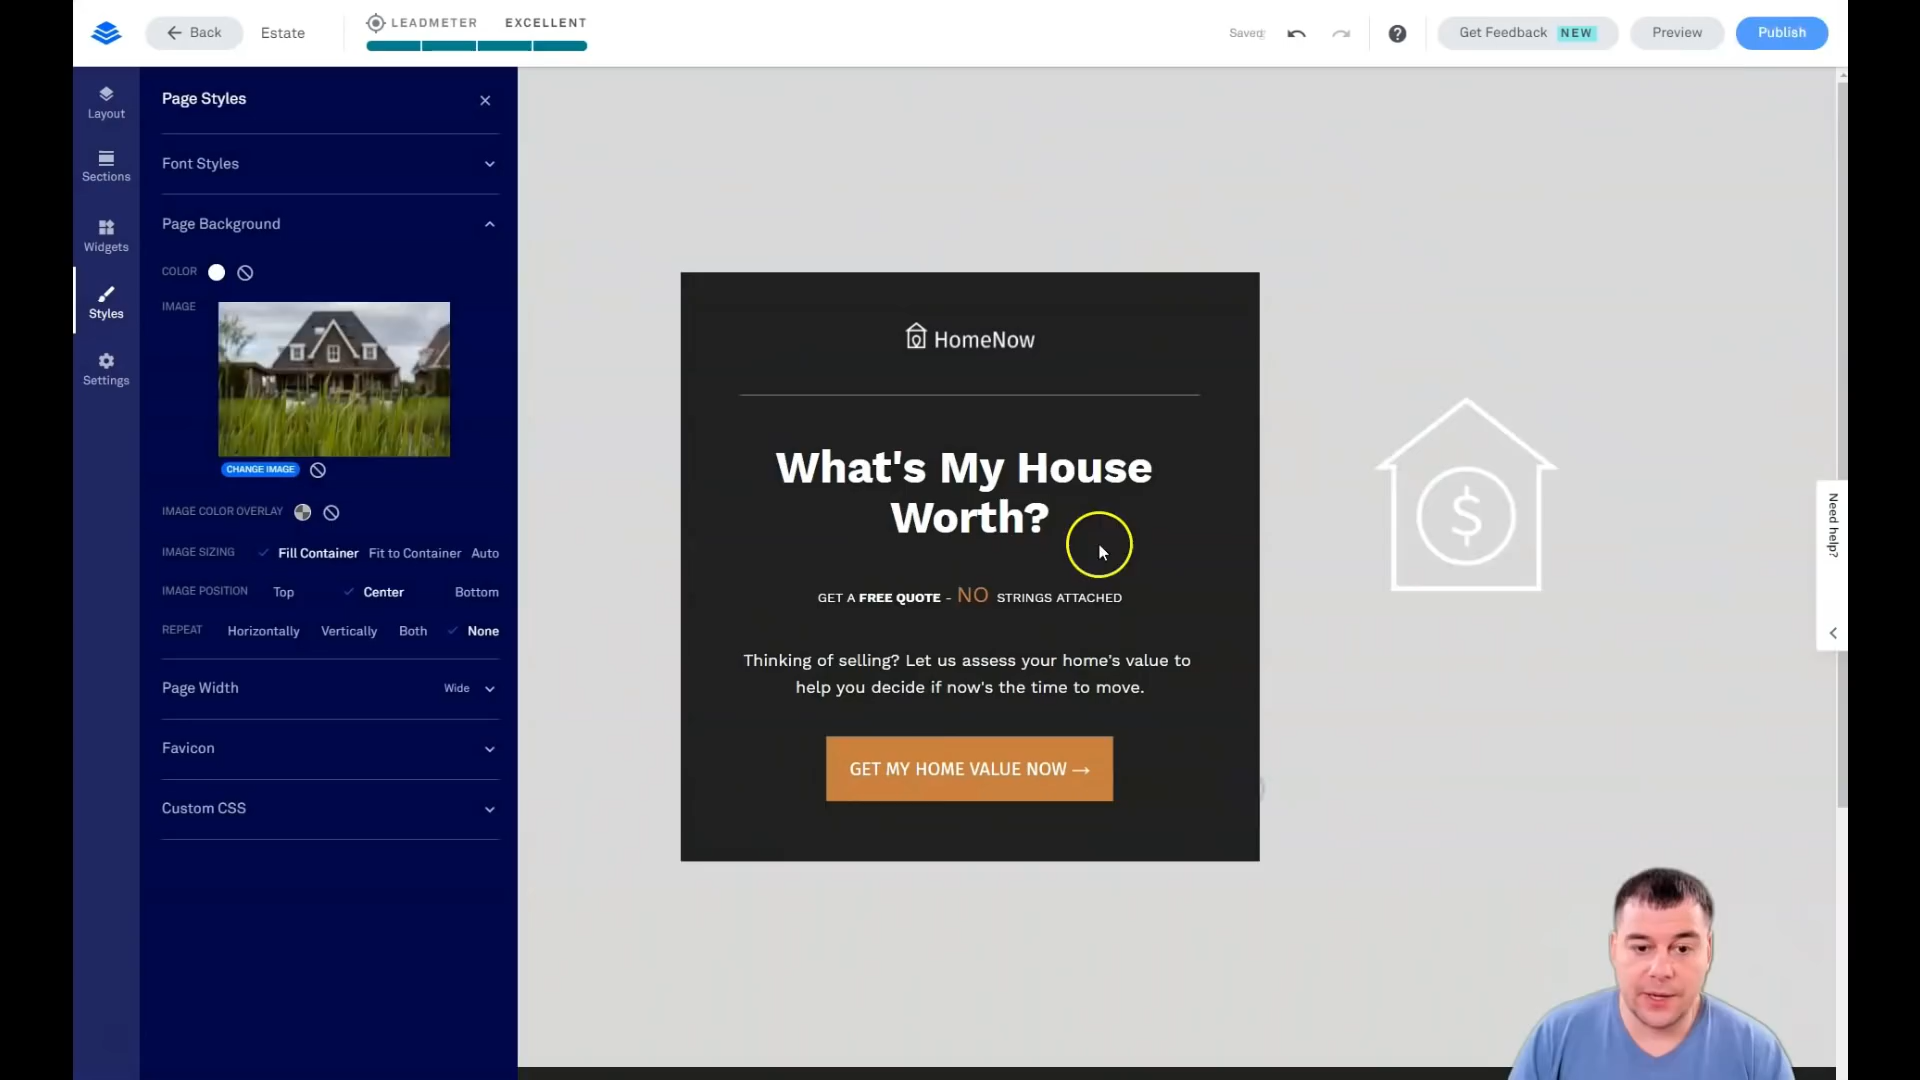 Back
Estate
LEADMETER EXCELLENT
Saved
Get Feedback NEW
Preview
Publish
Layout
Sections
Widgets
Styles
Settings
Page Styles
Font Styles
Page Background
COLOR
IMAGE
CHANGE IMAGE
IMAGE COLOR OVERLAY
IMAGE SIZING Fill Container Fit to Container Auto
IMAGE POSITION Top Center Bottom
REPEAT Horizontally Vertically Both None
Page Width Wide
Favicon
Custom CSS
HomeNow
What's My House
Worth?
GET A FREE QUOTE - NO STRINGS ATTACHED
Thinking of selling? Let us assess your home's value to
help you decide if now's the time to move.
GET MY HOME VALUE NOW →
$
Need help?